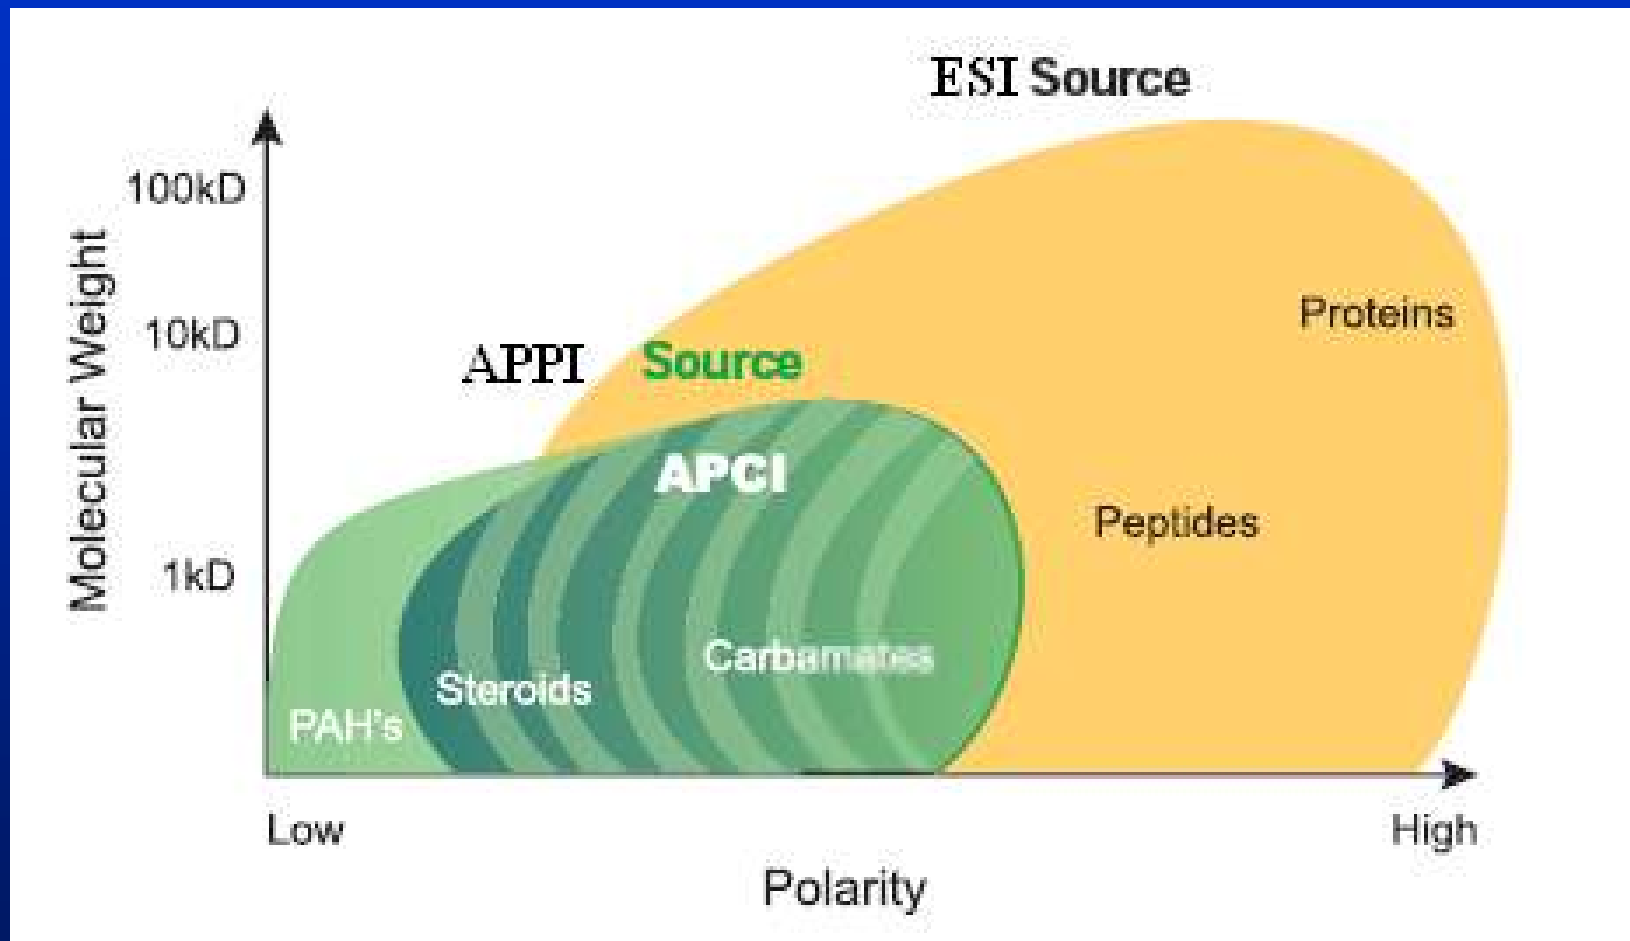 ESI Source
100kD
Molecular Weight
10kD
Proteins
APPI Source
APCI
Peptides
1kD
Carbamates
Steroids
PAH's
Low
High
Polarity